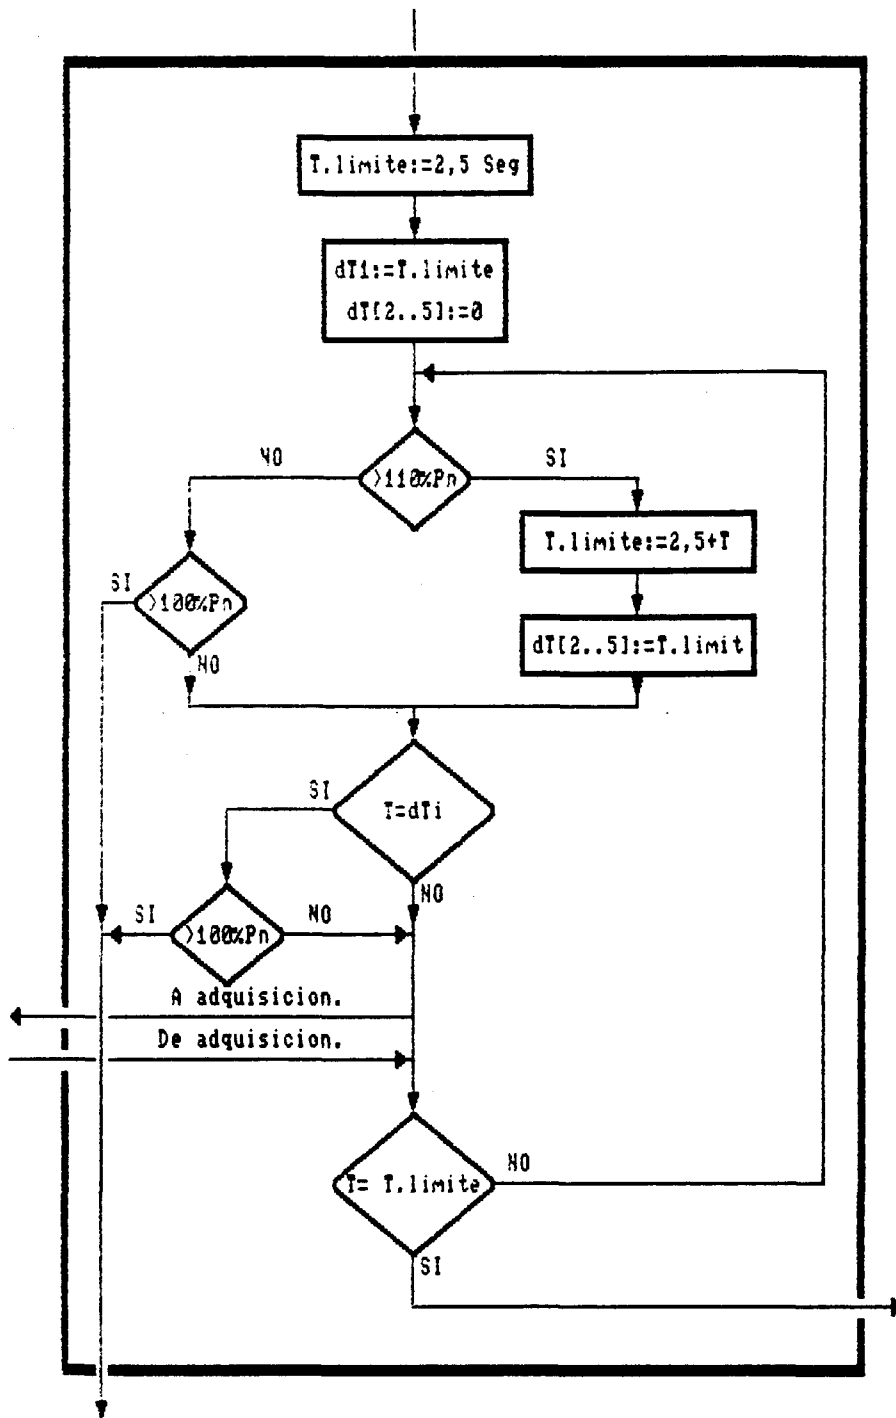 T.limite:=2,5 Seg
dT1:=T.limite
dT[2..5]:=0
NO
>110%Pn
SI
T.limite:=2,5+T
SI
>100%Pn
dT[2..5]:=T.limit
NO
SI
T=dTi
NO
SI
>100%Pn
NO
A adquisicion.
De adquisicion.
T= T.limite
NO
SI